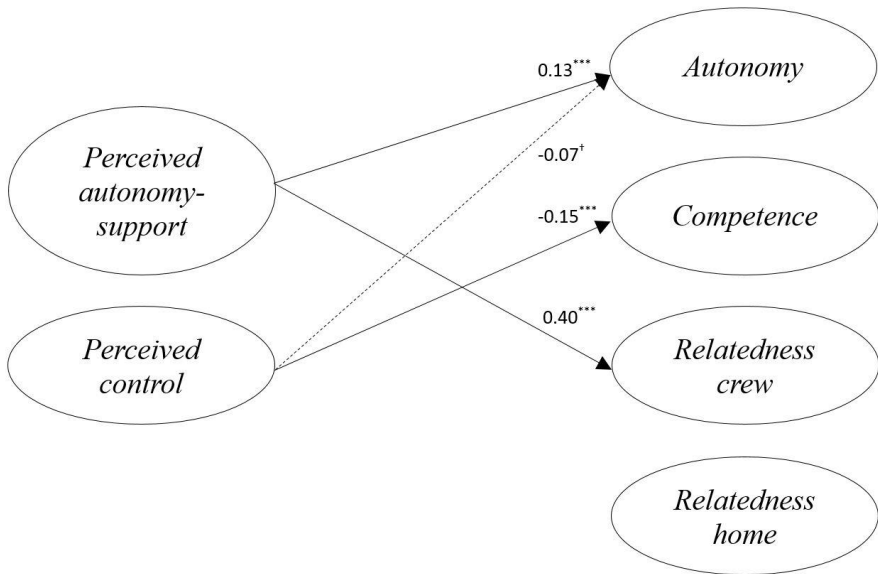 Perceived
autonomy-
support
Perceived
control
0.13***
-0.07†
-0.15***
0.40***
Autonomy
Competence
Relatedness
crew
Relatedness
home